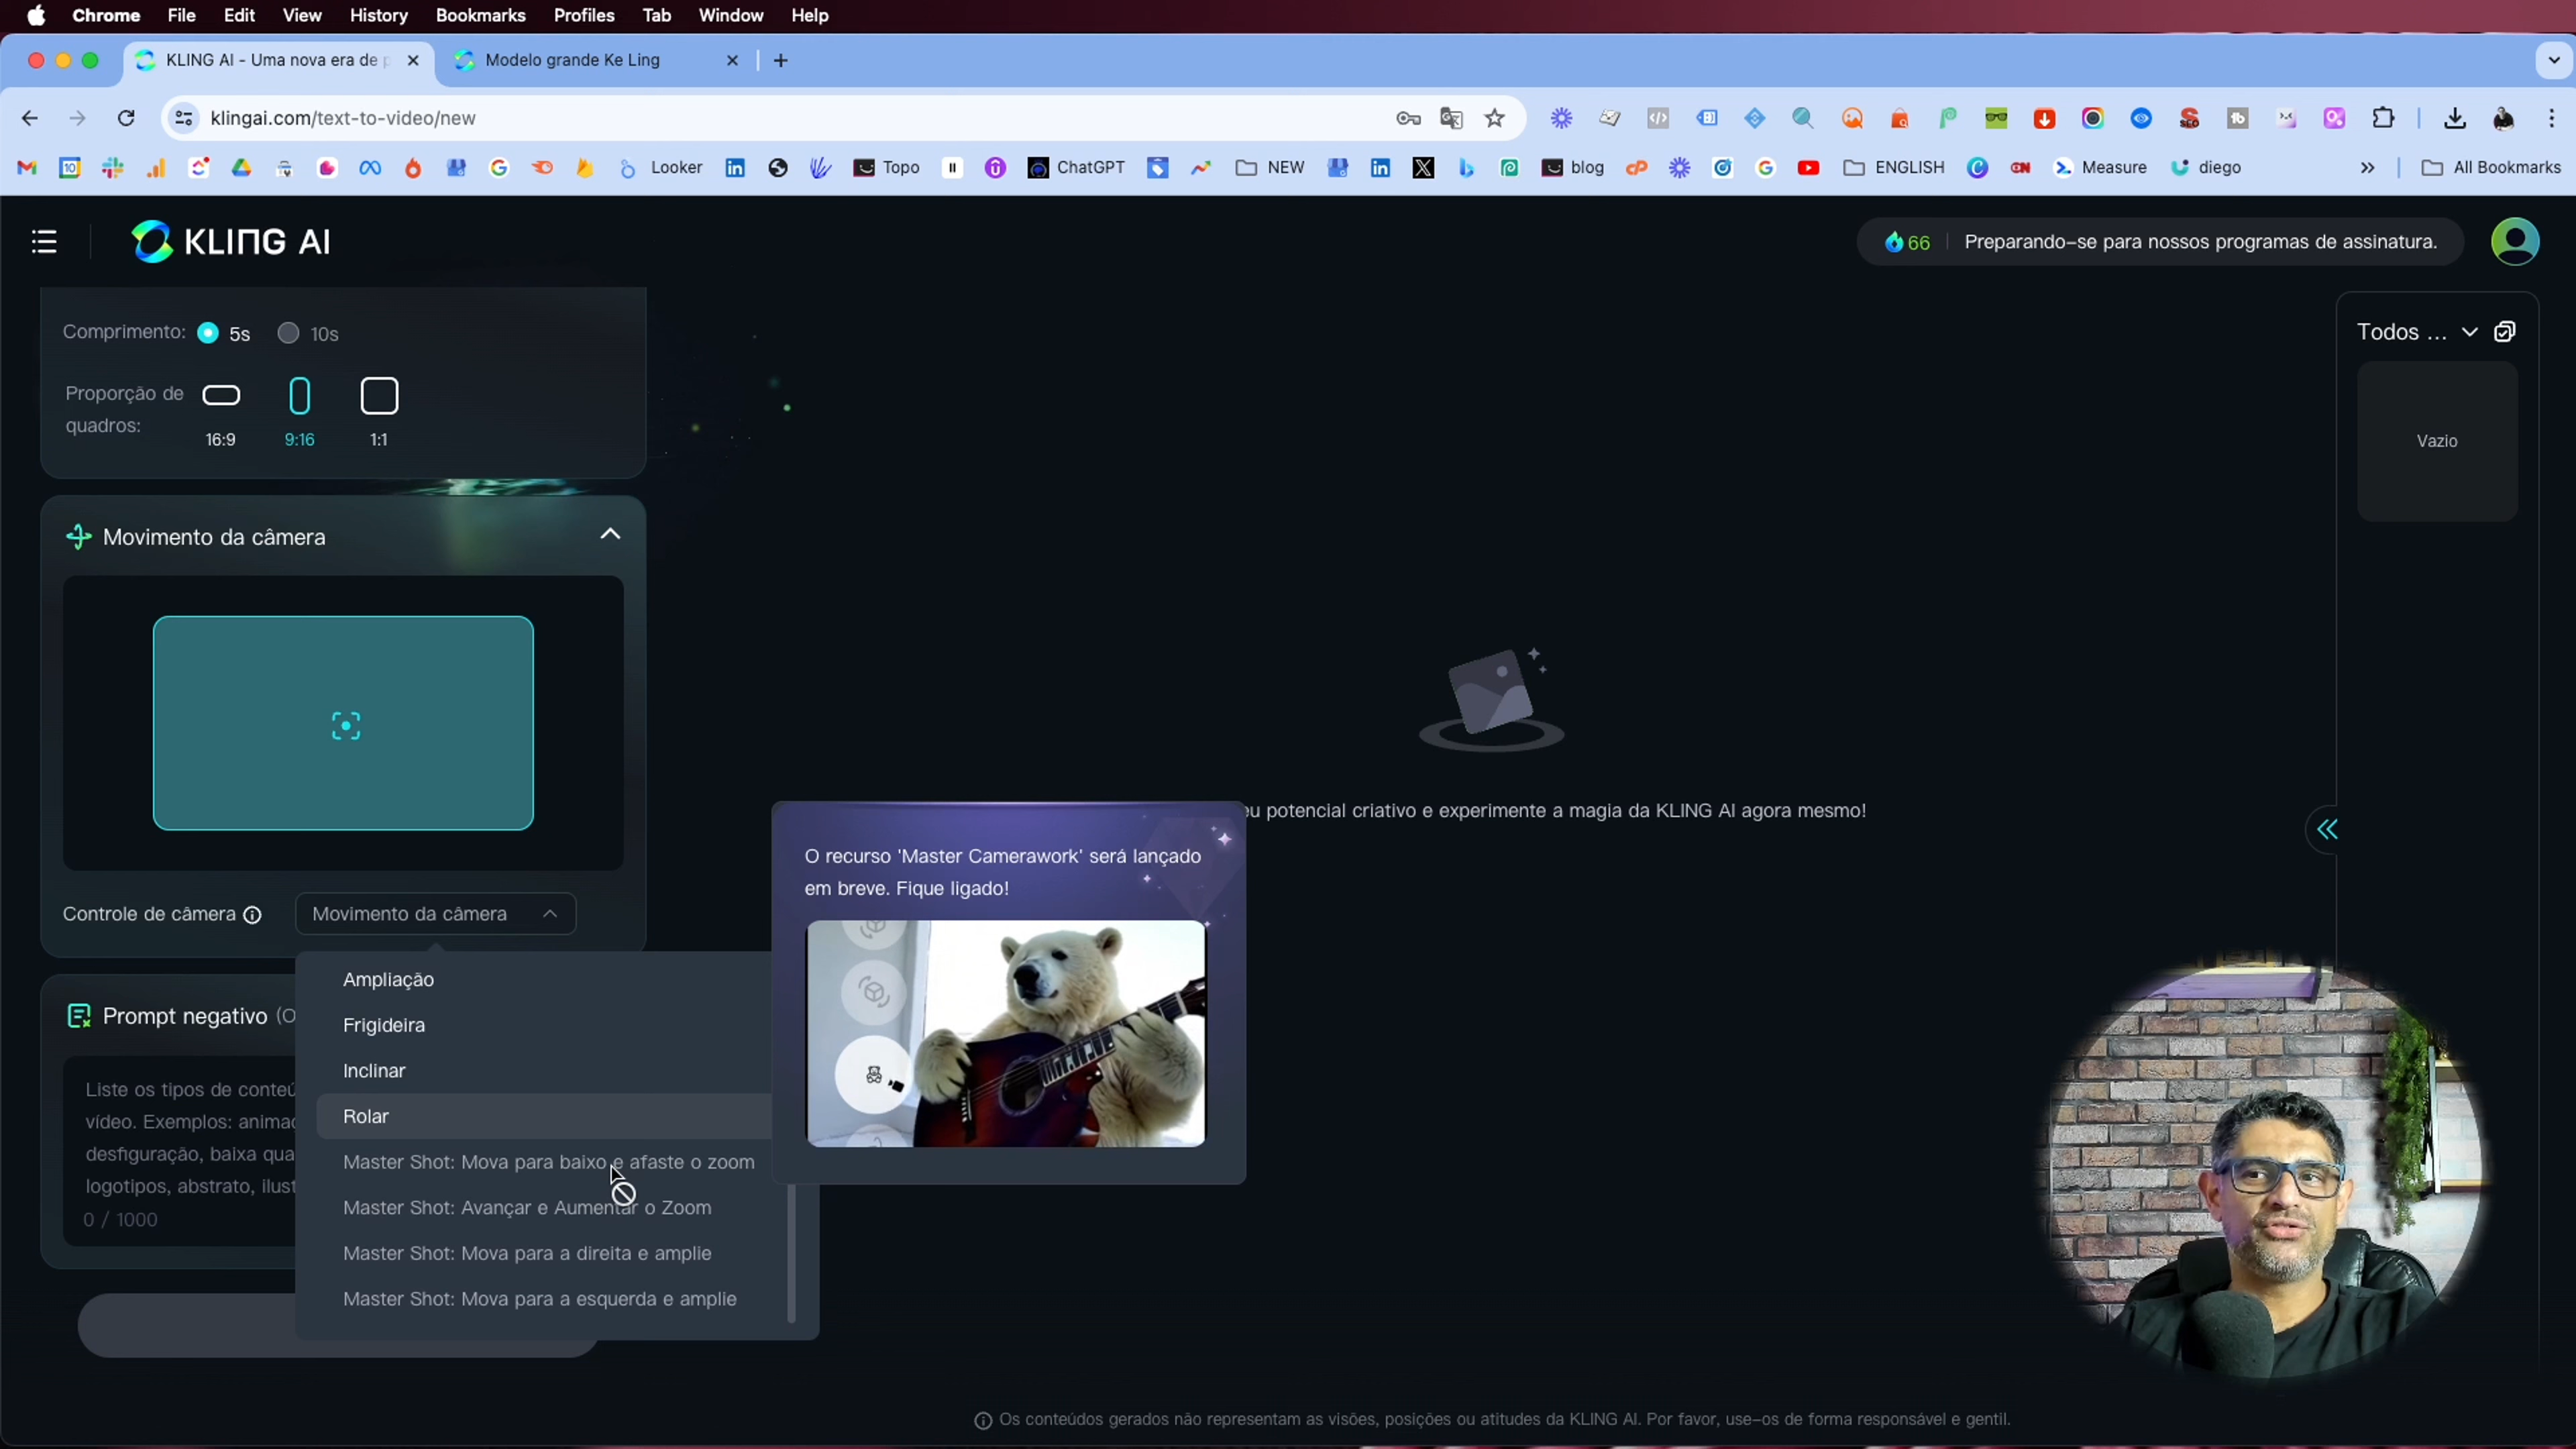 Chrome File Edit View History Bookmarks Profiles Tab Window Help
KLING AI - Uma nova era de p
Modelo grande Ke Ling
klingai.com/text-to-video/new
Looker
Topo
ChatGPT
NEW
blog
ENGLISH
Measure
diego
All Bookmarks
KLING AI
66
Preparando-se para nossos programas de assinatura.
Comprimento: 5s 10s
Proporção de
quadros:
16:9 9:16 1:1
Todos ...
Vazio
Movimento da câmera
Controle de câmera
Movimento da câmera
eu potencial criativo e experimente a magia da KLING AI agora mesmo!
O recurso 'Master Camerawork' será lançado
em breve. Fique ligado!
Ampliação
Frigideira
Inclinar
Rolar
Master Shot: Mova para baixo e afaste o zoom
Master Shot: Avançar e Aumentar o Zoom
Master Shot: Mova para a direita e amplie
Master Shot: Mova para a esquerda e amplie
Prompt negativo (O
Liste os tipos de conteú
vídeo. Exemplos: animaç
desfiguração, baixa qua
logotipos, abstrato, ilust
0 / 1000
Os conteúdos gerados não representam as visões, posições ou atitudes da KLING AI. Por favor, use-os de forma responsável e gentil.